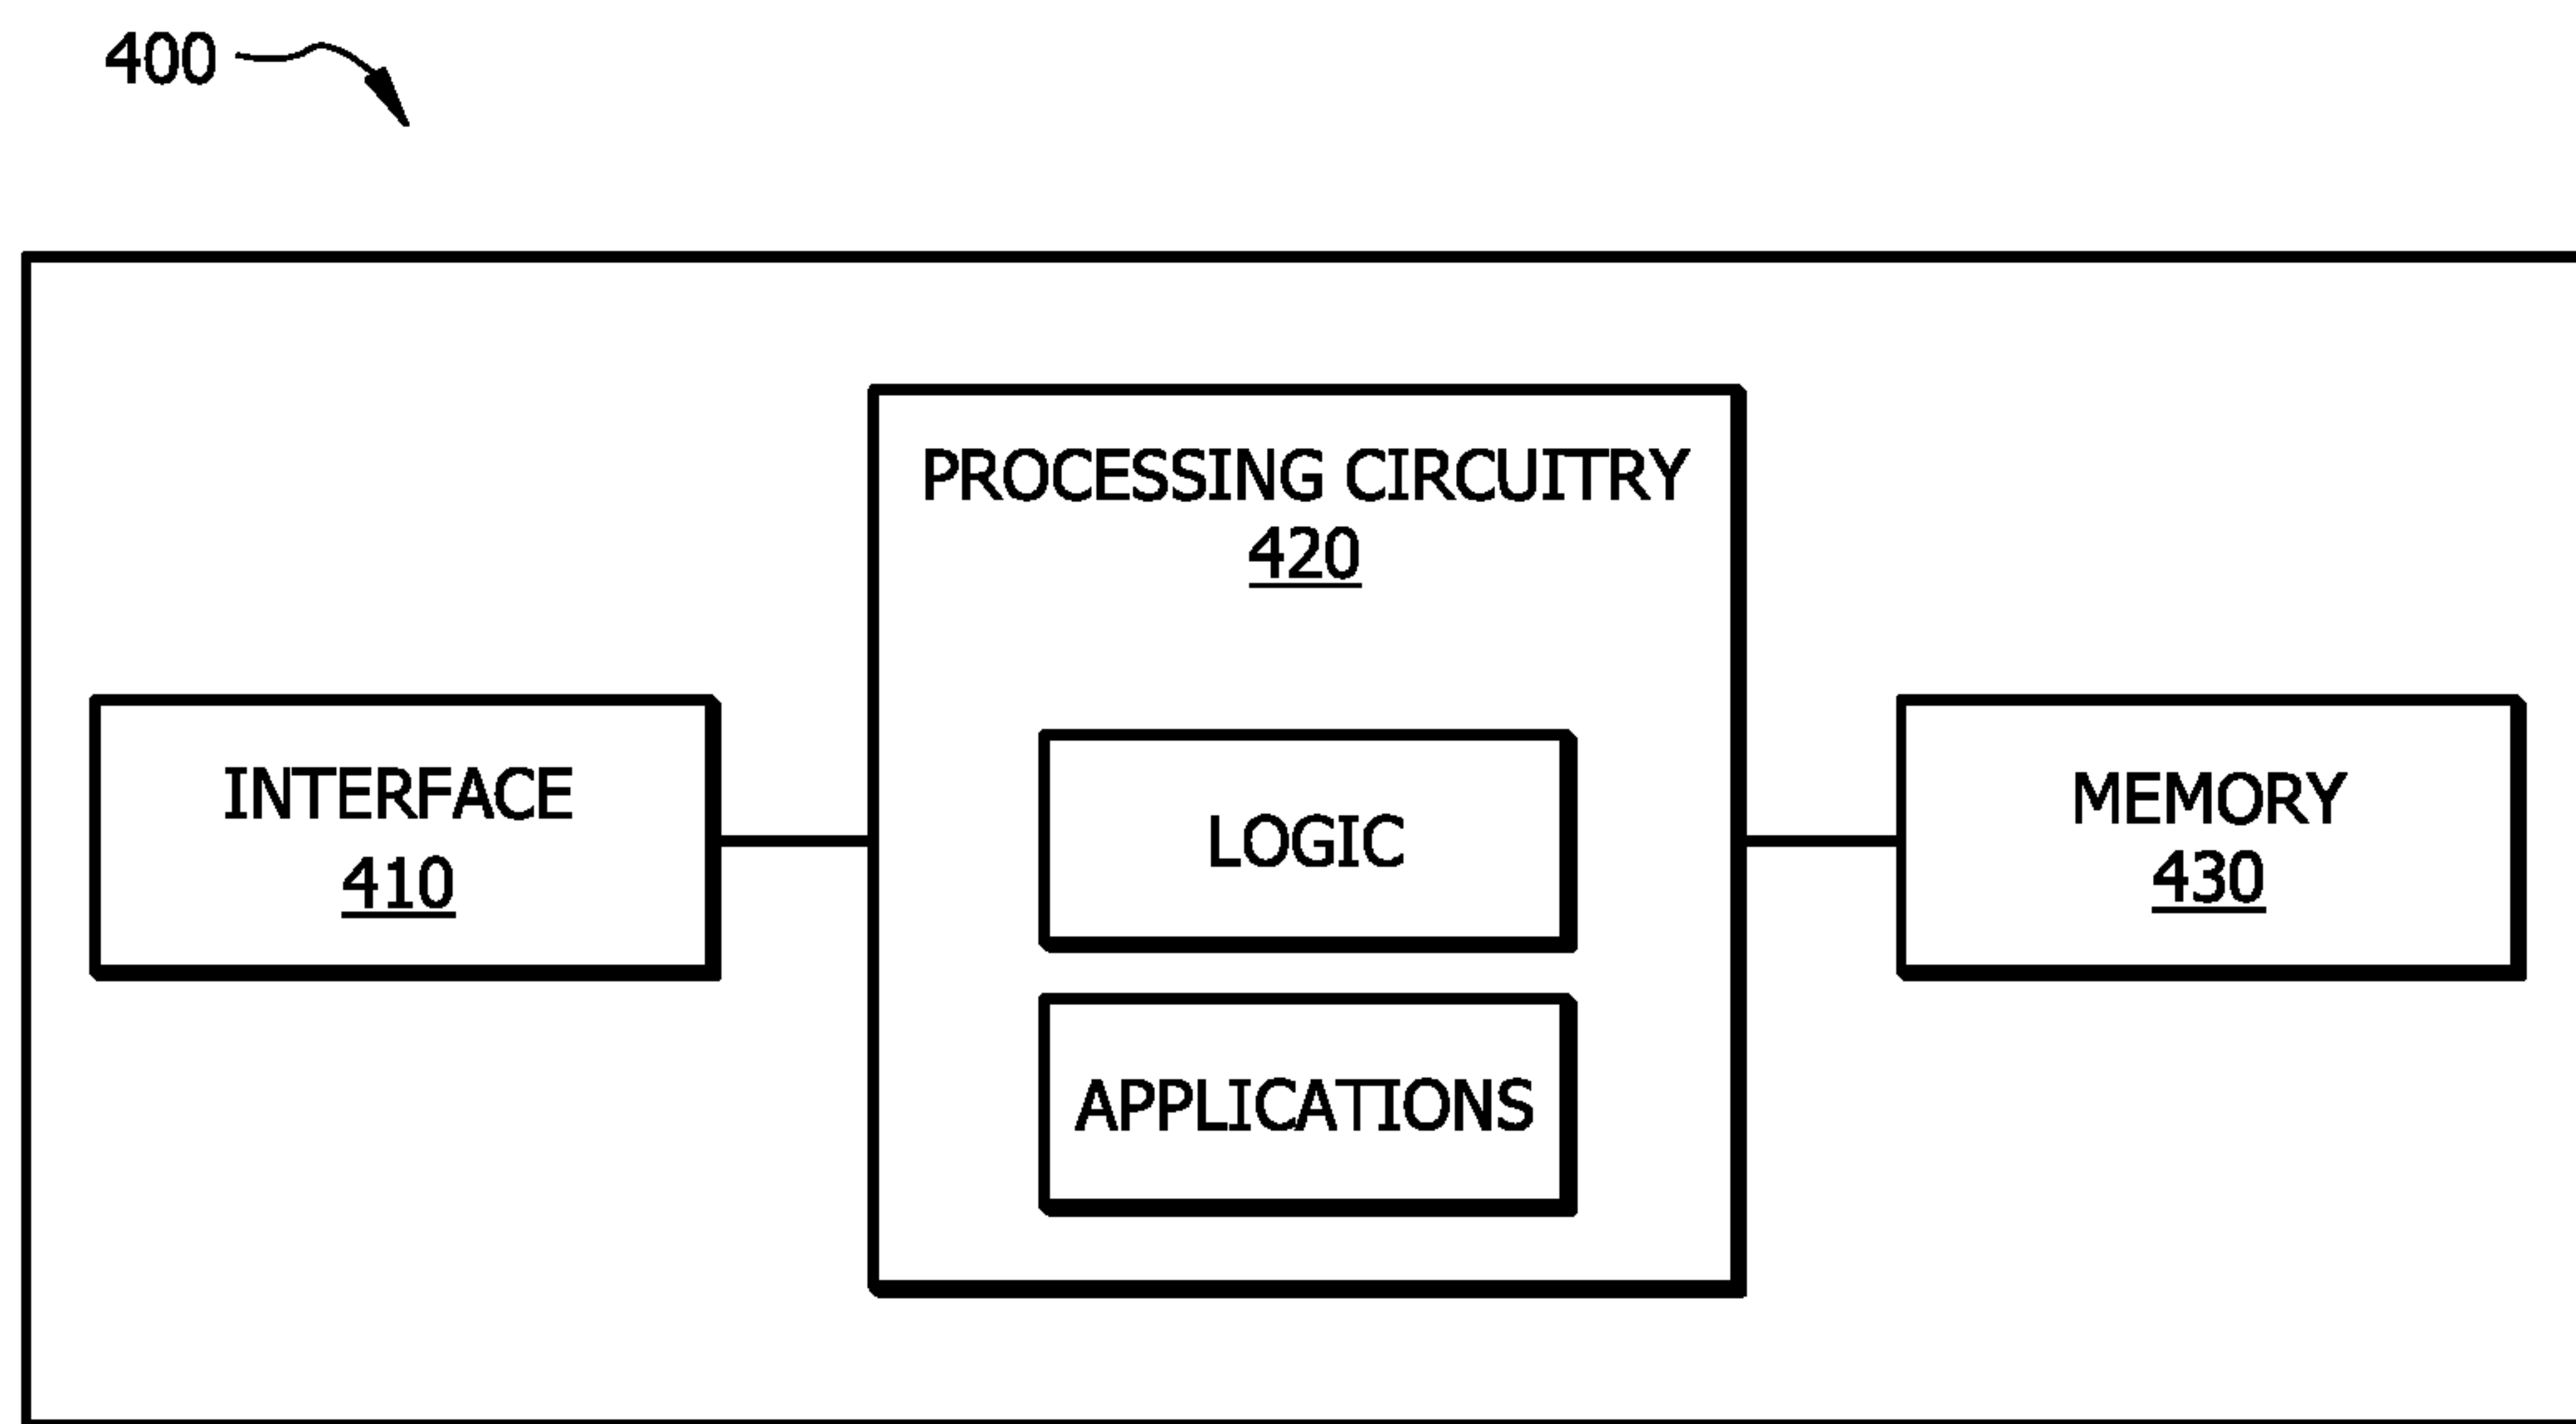 400
PROCESSING CIRCUITRY
420
INTERFACE
410
LOGIC
APPLICATIONS
MEMORY
430